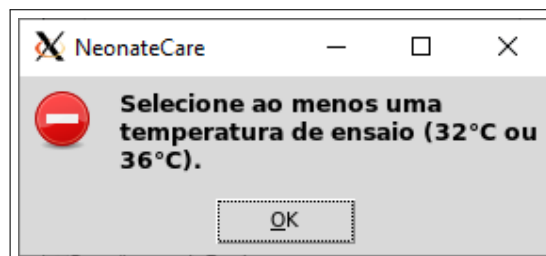 NeonateCare
Selecione ao menos uma
temperatura de ensaio (32°C ou
36°C).
OK